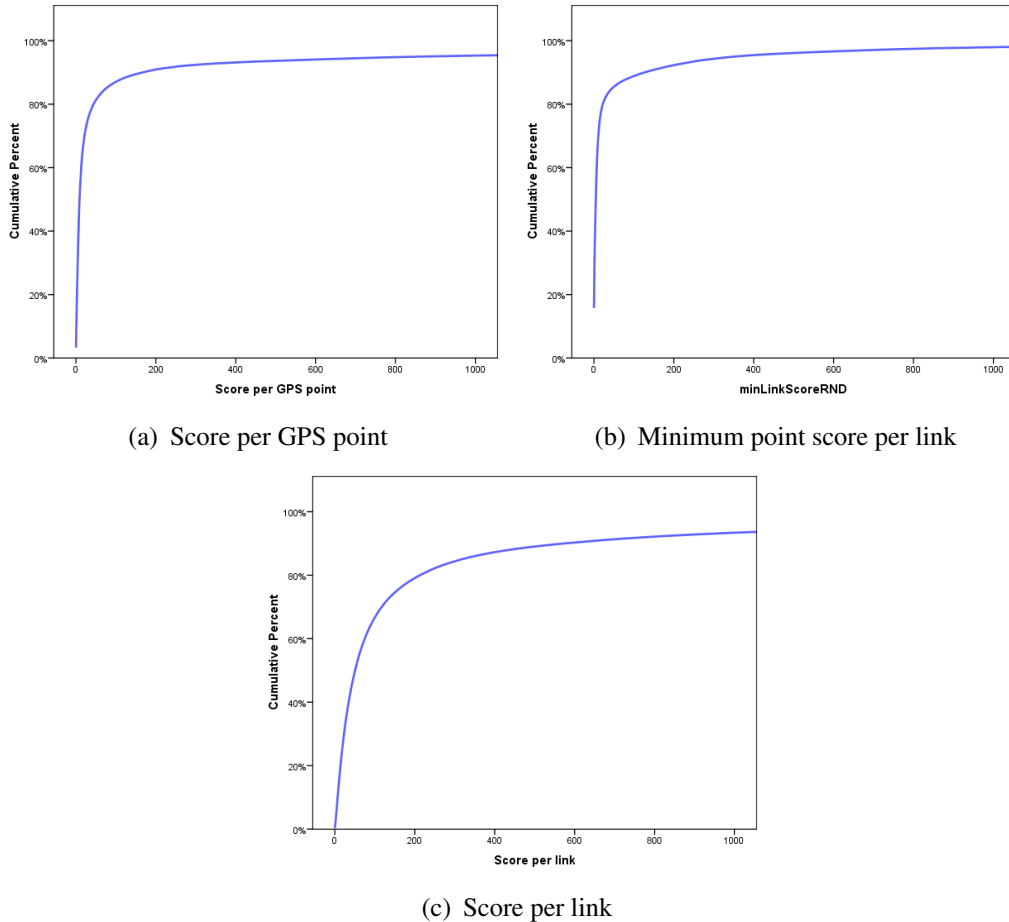 100%
80%
60%
40%
20%
0%
Cumulative Percent
0 200 400 600 800 1000
Score per GPS point
(a) Score per GPS point
100%
80%
60%
40%
20%
0%
Cumulative Percent
0 200 400 600 800 1000
minLinkScoreRND
(b) Minimum point score per link
100%
80%
60%
40%
20%
0%
Cumulative Percent
0 200 400 600 800 1000
Score per link
(c) Score per link